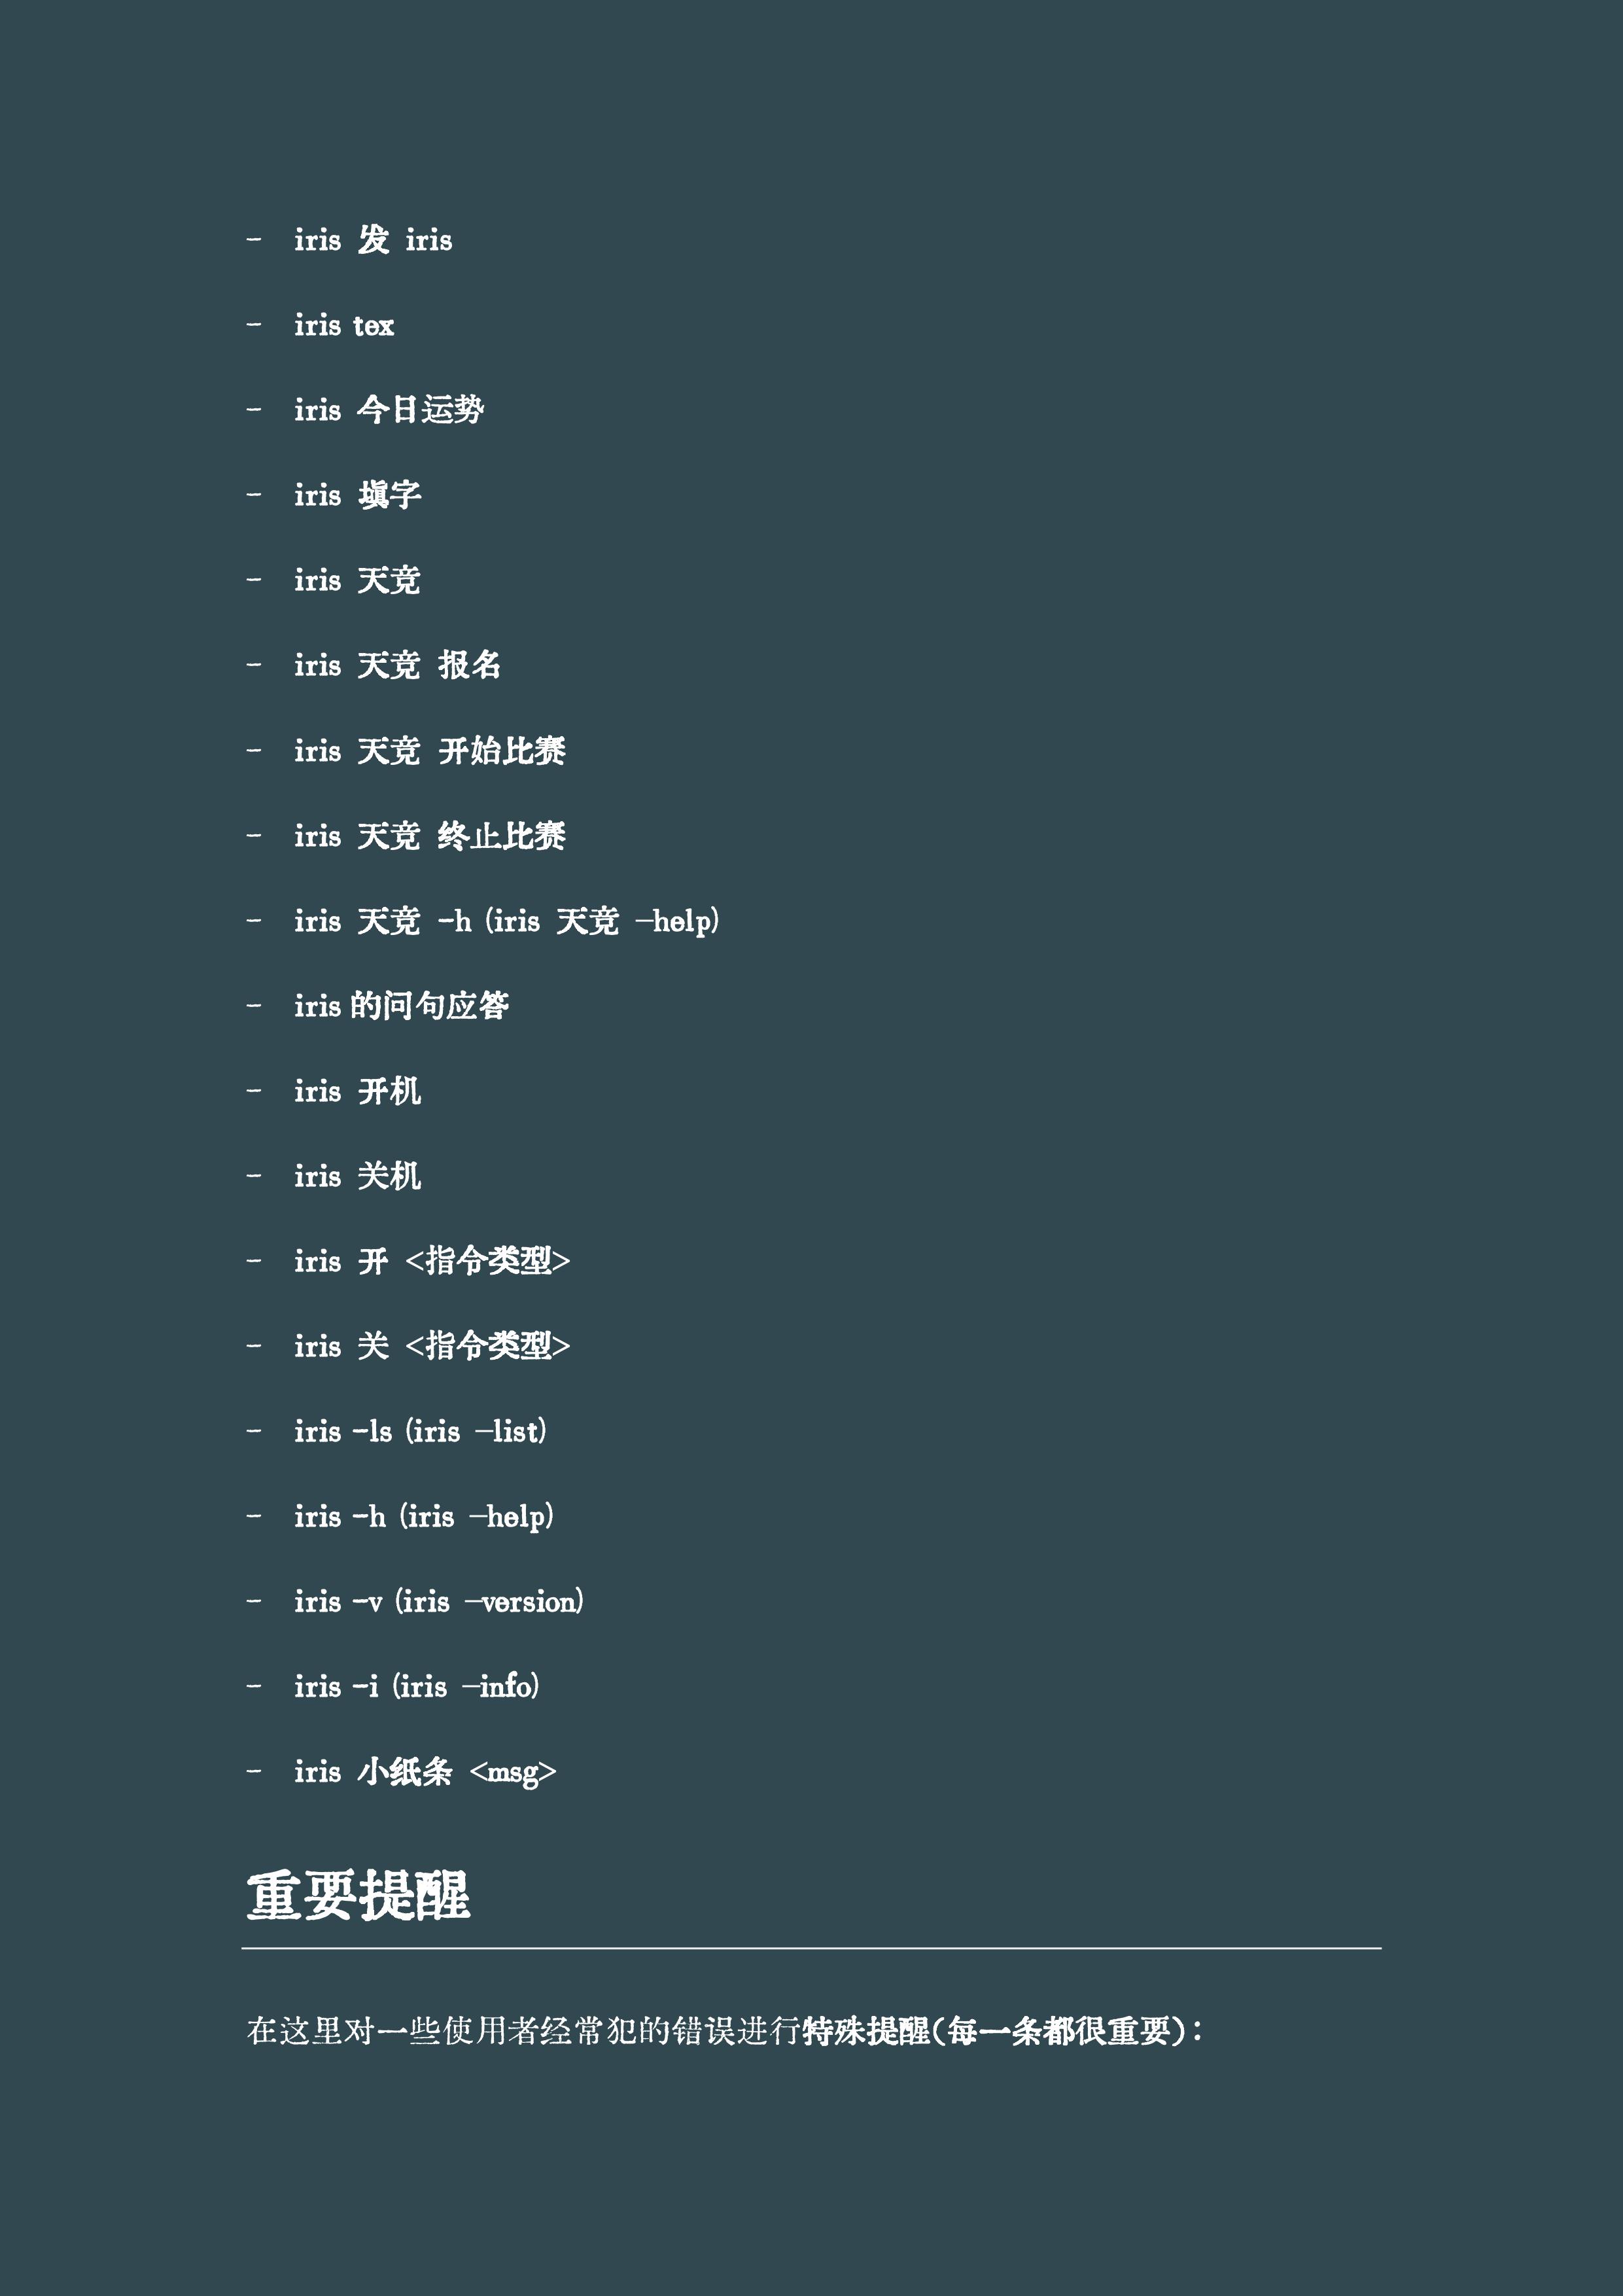 - iris 发 iris
- iris tex
- iris 今日运势
- iris 填字
- iris 天竞
- iris 天竞 报名
- iris 天竞 开始比赛
- iris 天竞 终止比赛
- iris 天竞 -h (iris 天竞 –help)
- iris的问句应答
- iris 开机
- iris 关机
- iris 开 <指令类型>
- iris 关 <指令类型>
- iris -ls (iris –list)
- iris -h (iris –help)
- iris -v (iris –version)
- iris -i (iris –info)
- iris 小纸条 <msg>
重要提醒
在这里对一些使用者经常犯的错误进行特殊提醒(每一条都很重要):